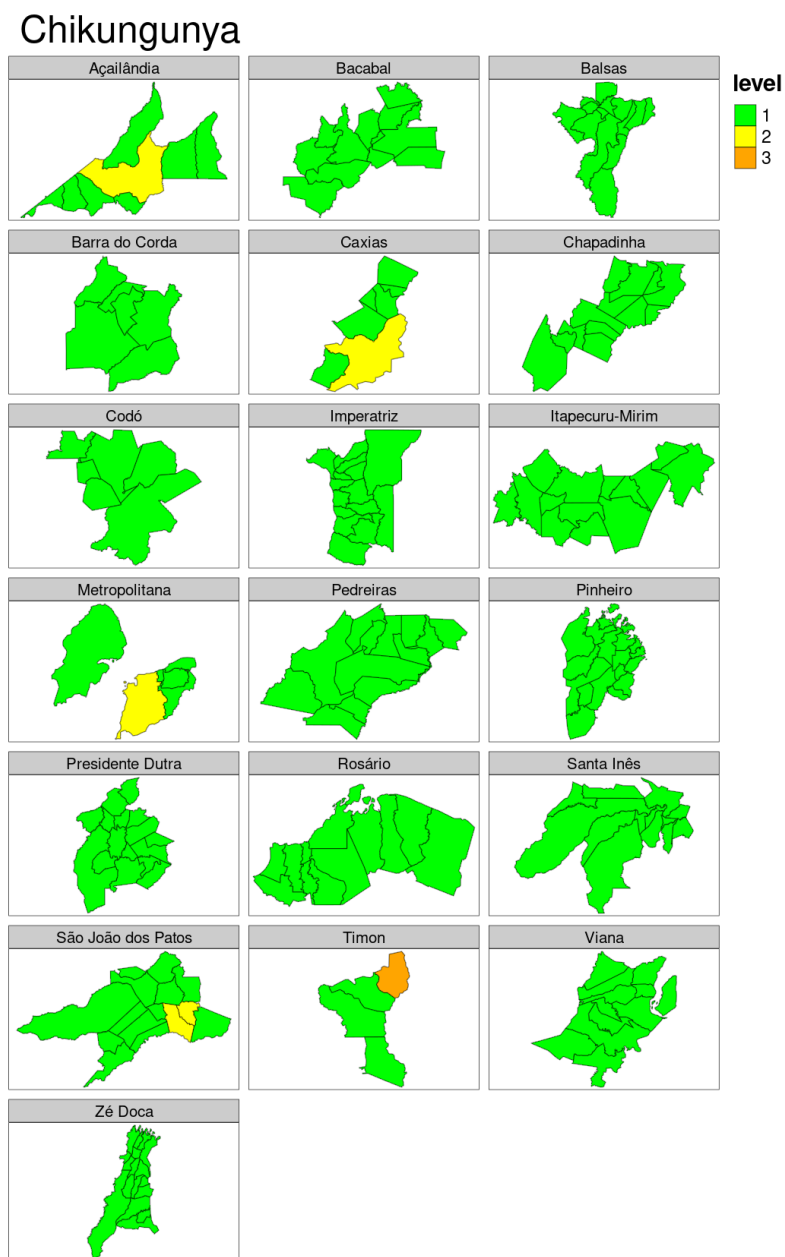 Chikungunya
Açailândia
Bacabal
Balsas
level
1
2
3
Barra do Corda
Caxias
Chapadinha
Codó
Imperatriz
Itapecuru-Mirim
Metropolitana
Pedreiras
Pinheiro
Presidente Dutra
Rosário
Santa Inês
São João dos Patos
Timon
Viana
Zé Doca